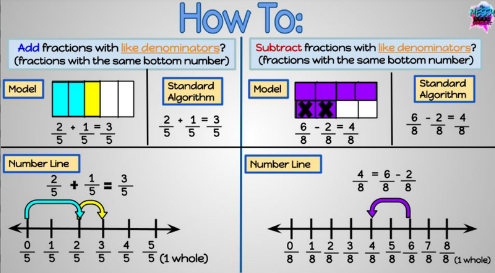 How To:
Add fractions with like denominators?
(fractions with the same bottom number)
Model
2/5 + 1/5 = 3/5
Standard
Algorithm
2/5 + 1/5 = 3/5
Number Line
2/5 + 1/5 = 3/5
0/5 1/5 2/5 3/5 4/5 5/5 (1 whole)
Subtract fractions with like denominators?
(fractions with the same bottom number)
Model
6/8 - 2/8 = 4/8
Standard
Algorithm
6/8 - 2/8 = 4/8
Number Line
4/8 = 6/8 - 2/8
0/8 1/8 2/8 3/8 4/8 5/8 6/8 7/8 8/8 (1 whole)